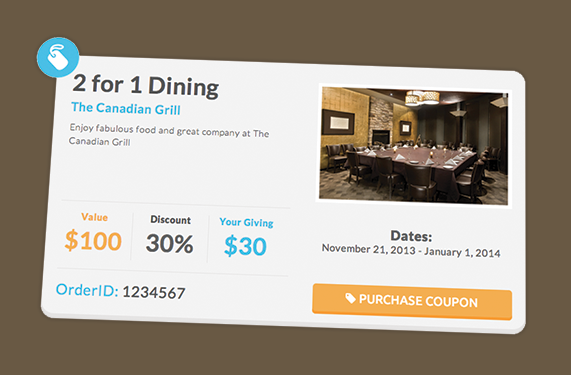 2 for 1 Dining
The Canadian Grill
Enjoy fabulous food and great company at The
Canadian Grill
Value
$100
Discount
30%
Your Giving
$30
OrderID: 1234567
Dates:
November 21, 2013 - January 1, 2014
PURCHASE COUPON